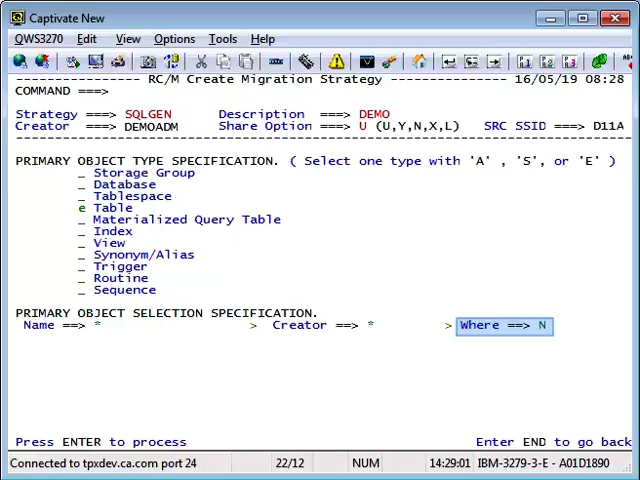 Captivate New
QWS3270 Edit View Options Tools Help
--------------- RC/M Create Migration Strategy --------------- 16/05/19 08:28
COMMAND ===>
Strategy ===> SQLGEN Description ===> DEMO
Creator ===> DEMOADM Share Option ===> U (U,Y,N,X,L) SRC SSID ===> D11A
PRIMARY OBJECT TYPE SPECIFICATION. ( Select one type with 'A' , 'S', or 'E' )
_ Storage Group
_ Database
_ Tablespace
e Table
_ Materialized Query Table
_ Index
_ View
_ Synonym/Alias
_ Trigger
_ Routine
_ Sequence
PRIMARY OBJECT SELECTION SPECIFICATION.
Name ==> * > Creator ==> * > Where ==> N
Press ENTER to process Enter END to go back
Connected to tpxdev.ca.com port 24 22/12 NUM 14:29:01 IBM-3279-3-E - A01D1890